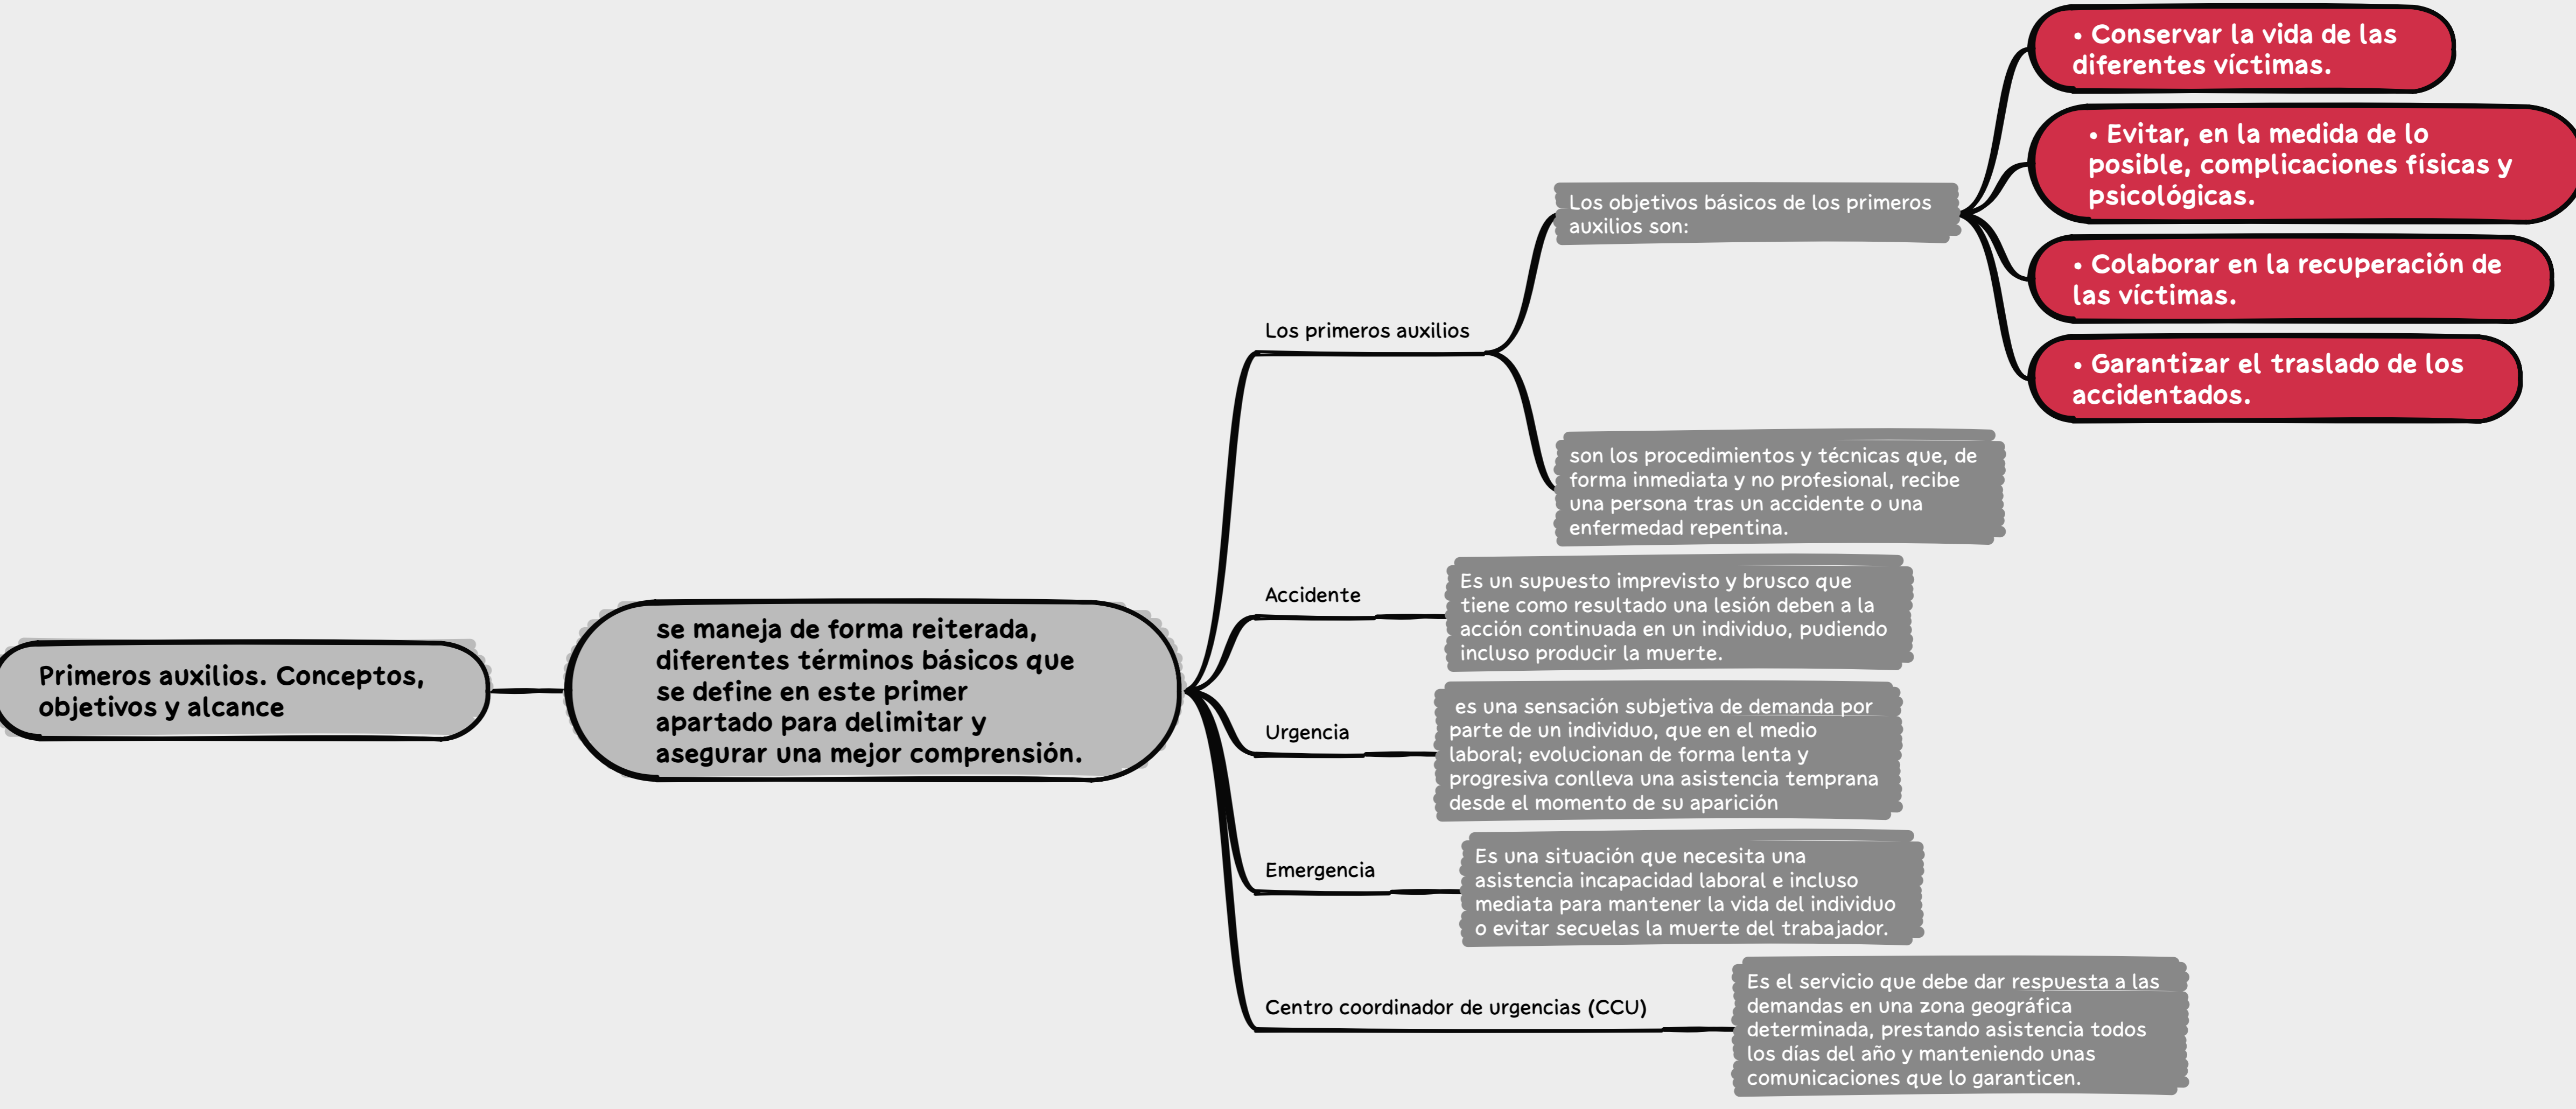 Primeros auxilios. Conceptos,
objetivos y alcance
se maneja de forma reiterada,
diferentes términos básicos que
se define en este primer
apartado para delimitar y
asegurar una mejor comprensión.
Los primeros auxilios
Los objetivos básicos de los primeros
auxilios son:
• Conservar la vida de las
diferentes víctimas.
• Evitar, en la medida de lo
posible, complicaciones físicas y
psicológicas.
• Colaborar en la recuperación de
las víctimas.
• Garantizar el traslado de los
accidentados.
son los procedimientos y técnicas que, de
forma inmediata y no profesional, recibe
una persona tras un accidente o una
enfermedad repentina.
Accidente
Es un supuesto imprevisto y brusco que
tiene como resultado una lesión deben a la
acción continuada en un individuo, pudiendo
incluso producir la muerte.
Urgencia
es una sensación subjetiva de demanda por
parte de un individuo, que en el medio
laboral; evolucionan de forma lenta y
progresiva conlleva una asistencia temprana
desde el momento de su aparición
Emergencia
Es una situación que necesita una
asistencia incapacidad laboral e incluso
mediata para mantener la vida del individuo
o evitar secuelas la muerte del trabajador.
Centro coordinador de urgencias (CCU)
Es el servicio que debe dar respuesta a las
demandas en una zona geográfica
determinada, prestando asistencia todos
los días del año y manteniendo unas
comunicaciones que lo garanticen.